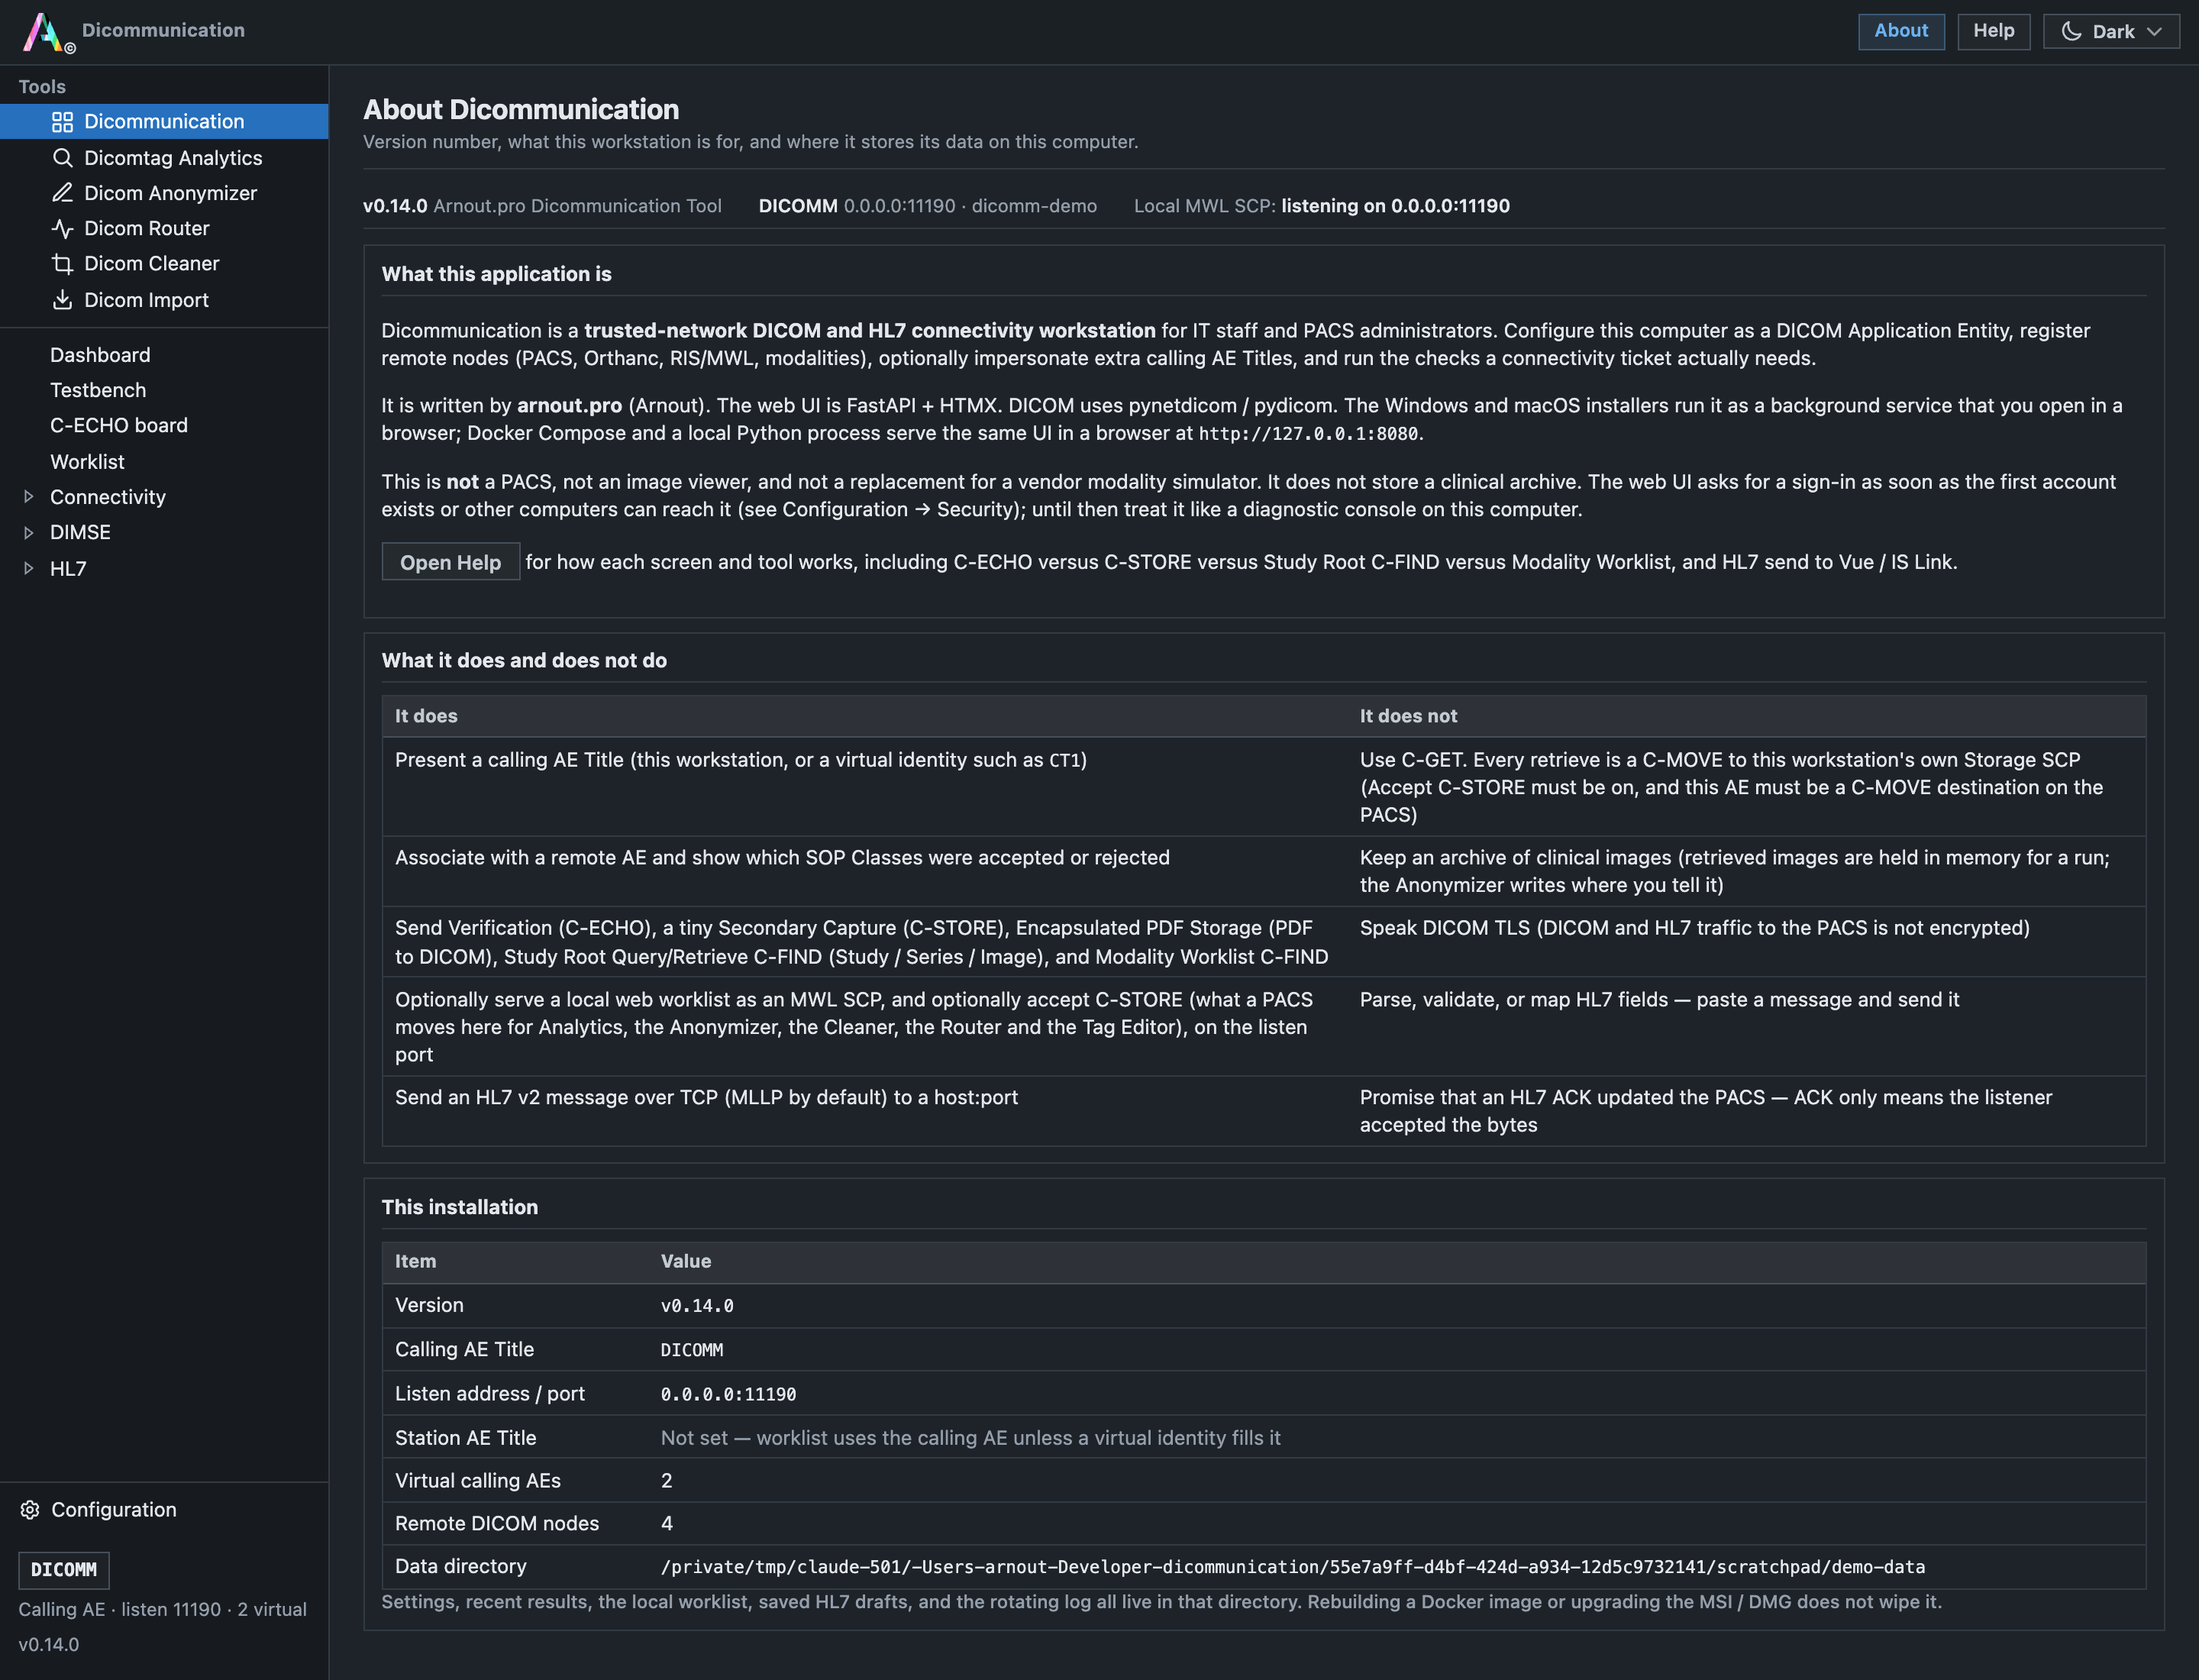 Dicommunication
About
Help
Dark
Tools
Dicommunication
Dicomtag Analytics
Dicom Anonymizer
Dicom Router
Dicom Cleaner
Dicom Import
Dashboard
Testbench
C-ECHO board
Worklist
Connectivity
DIMSE
HL7
Configuration
DICOMM
Calling AE · listen 11190 · 2 virtual
v0.14.0
About Dicommunication
Version number, what this workstation is for, and where it stores its data on this computer.
v0.14.0 Arnout.pro Dicommunication Tool DICOMM 0.0.0.0:11190 · dicomm-demo Local MWL SCP: listening on 0.0.0.0:11190
What this application is
Dicommunication is a trusted-network DICOM and HL7 connectivity workstation for IT staff and PACS administrators. Configure this computer as a DICOM Application Entity, register
remote nodes (PACS, Orthanc, RIS/MWL, modalities), optionally impersonate extra calling AE Titles, and run the checks a connectivity ticket actually needs.
It is written by arnout.pro (Arnout). The web UI is FastAPI + HTMX. DICOM uses pynetdicom / pydicom. The Windows and macOS installers run it as a background service that you open in a
browser; Docker Compose and a local Python process serve the same UI in a browser at http://127.0.0.1:8080.
This is not a PACS, not an image viewer, and not a replacement for a vendor modality simulator. It does not store a clinical archive. The web UI asks for a sign-in as soon as the first account
exists or other computers can reach it (see Configuration → Security); until then treat it like a diagnostic console on this computer.
Open Help for how each screen and tool works, including C-ECHO versus C-STORE versus Study Root C-FIND versus Modality Worklist, and HL7 send to Vue / IS Link.
What it does and does not do
It does
It does not
Present a calling AE Title (this workstation, or a virtual identity such as CT1)
Use C-GET. Every retrieve is a C-MOVE to this workstation's own Storage SCP
(Accept C-STORE must be on, and this AE must be a C-MOVE destination on the
PACS)
Associate with a remote AE and show which SOP Classes were accepted or rejected
Keep an archive of clinical images (retrieved images are held in memory for a run;
the Anonymizer writes where you tell it)
Send Verification (C-ECHO), a tiny Secondary Capture (C-STORE), Encapsulated PDF Storage (PDF
to DICOM), Study Root Query/Retrieve C-FIND (Study / Series / Image), and Modality Worklist C-FIND
Speak DICOM TLS (DICOM and HL7 traffic to the PACS is not encrypted)
Optionally serve a local web worklist as an MWL SCP, and optionally accept C-STORE (what a PACS
moves here for Analytics, the Anonymizer, the Cleaner, the Router and the Tag Editor), on the listen
port
Parse, validate, or map HL7 fields — paste a message and send it
Send an HL7 v2 message over TCP (MLLP by default) to a host:port
Promise that an HL7 ACK updated the PACS — ACK only means the listener
accepted the bytes
This installation
Item Value
Version v0.14.0
Calling AE Title DICOMM
Listen address / port 0.0.0.0:11190
Station AE Title Not set — worklist uses the calling AE unless a virtual identity fills it
Virtual calling AEs 2
Remote DICOM nodes 4
Data directory /private/tmp/claude-501/-Users-arnout-Developer-dicommunication/55e7a9ff-d4bf-424d-a934-12d5c9732141/scratchpad/demo-data
Settings, recent results, the local worklist, saved HL7 drafts, and the rotating log all live in that directory. Rebuilding a Docker image or upgrading the MSI / DMG does not wipe it.